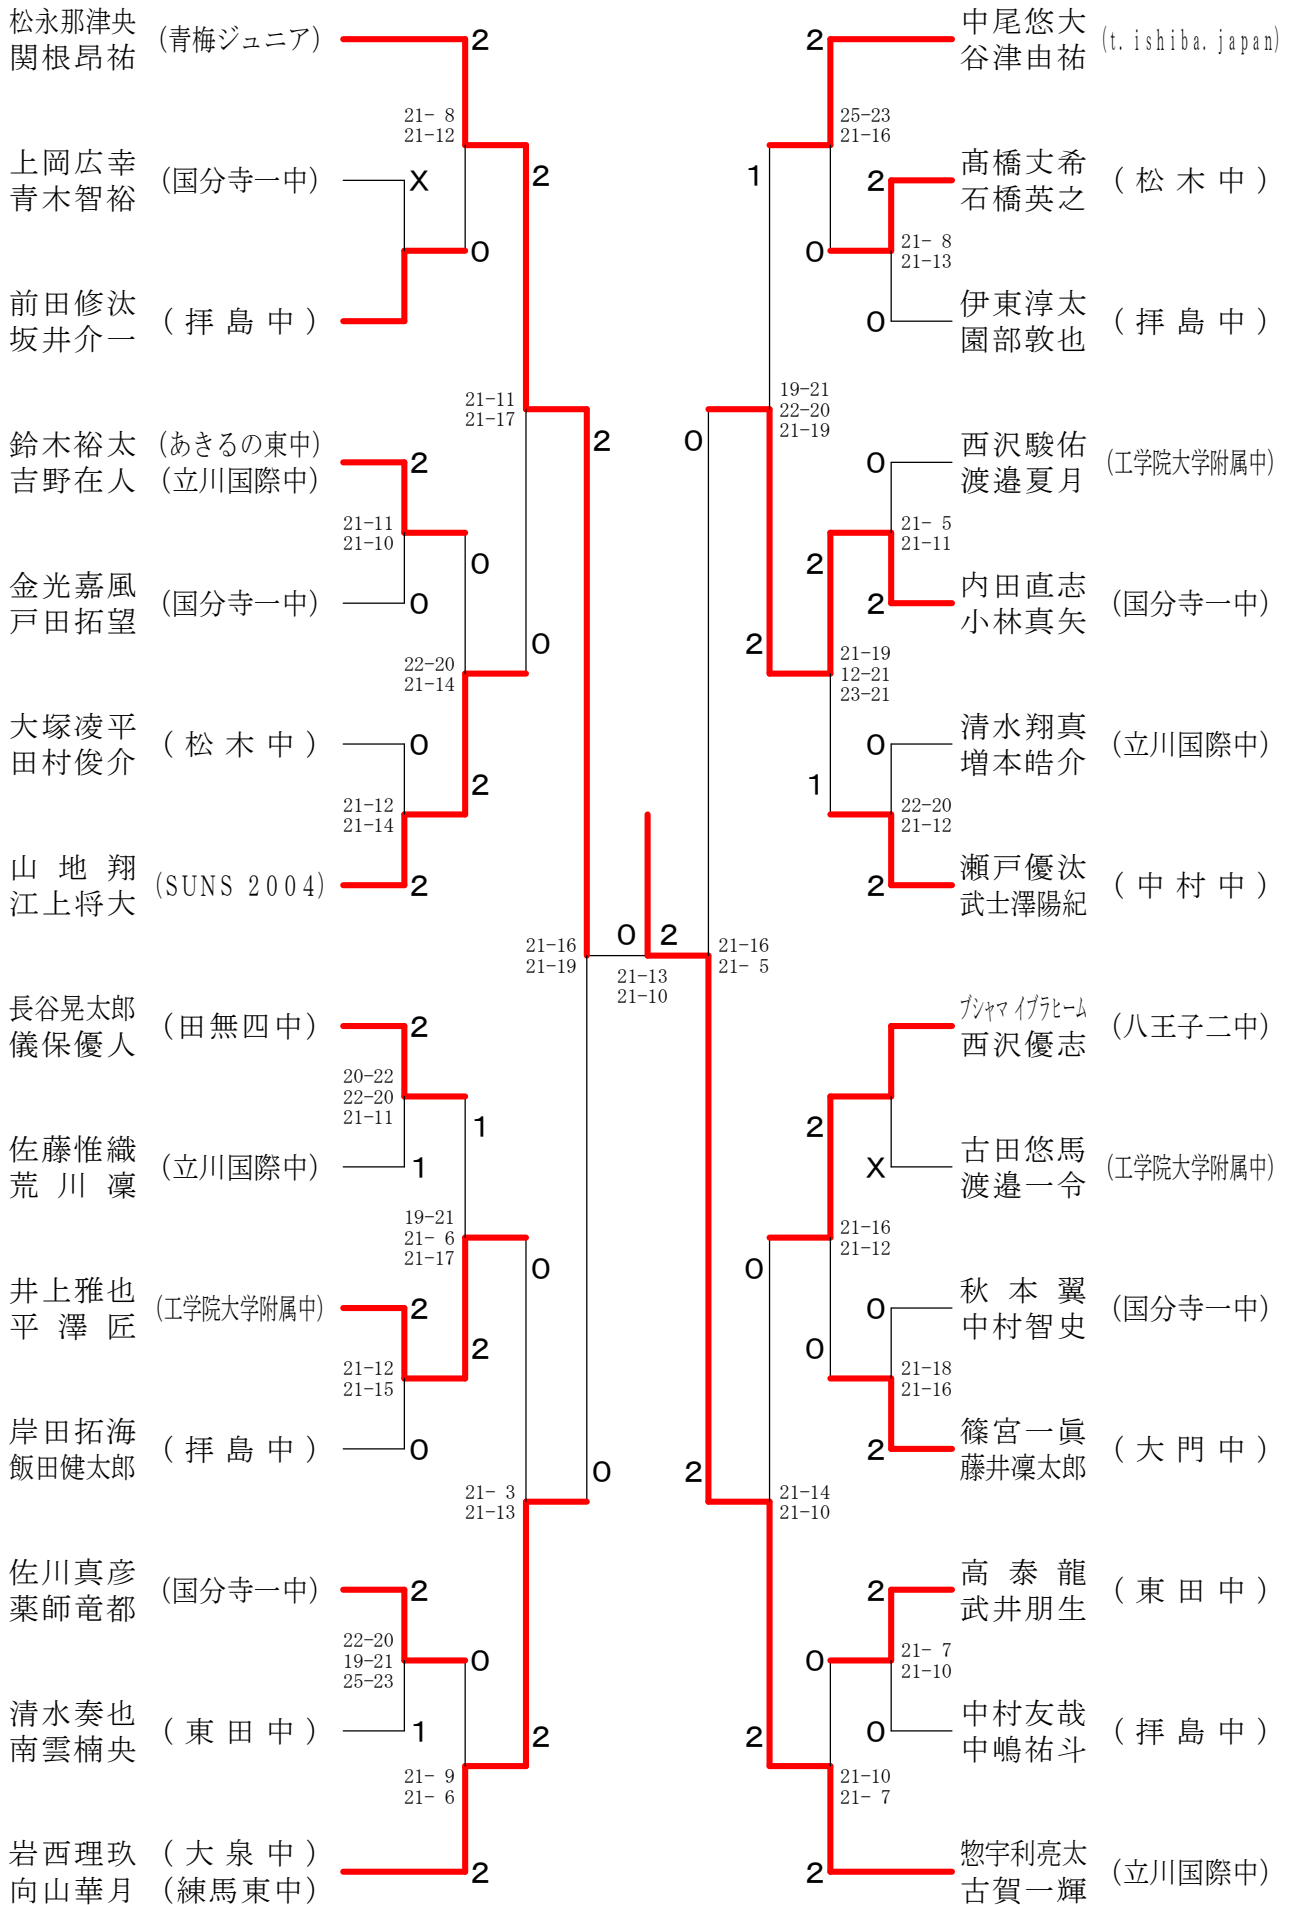 松永那津央
関根昂祐
(青梅ジュニア)
2
21- 8
21-12
上岡広幸
青木智裕
(国分寺一中)
X
2
0
前田修汰
坂井介一
(拝島中)
21-11
21-17
鈴木裕太 (あきるの東中)
吉野在人 (立川国際中)
2
2
21-11
21-10
0
金光嘉風
戸田拓望
(国分寺一中)
0
0
22-20
21-14
大塚凌平
田村俊介
(松木中)
0
2
21-12
21-14
山地翔
江上将大
(SUNS 2004)
2
21-16
21-19
長谷晃太郎
儀保優人
(田無四中)
2
20-22
22-20
21-11
1
佐藤惟織
荒川凜
(立川国際中)
1
19-21
21- 6
21-17
0
井上雅也
平澤匠
(工学院大学附属中)
2
2
21-12
21-15
岸田拓海
飯田健太郎
(拝島中)
0
0
21- 3
21-13
佐川真彦
薬師竜都
(国分寺一中)
2
22-20
19-21
25-23
0
清水奏也
南雲楠央
(東田中)
1
2
21- 9
21- 6
岩西理玖 (大泉中)
向山華月 (練馬東中)
2
0 2
21-13
21-10
2
中尾悠大
谷津由祐
(t. ishiba. japan)
25-23
21-16
1
2
髙橋丈希
石橋英之
(松木中)
0
21- 8
21-13
0
伊東淳太
園部敦也
(拝島中)
19-21
22-20
21-19
0
0
西沢駿佑
渡邉夏月
(工学院大学附属中)
21- 5
21-11
2
2
内田直志
小林真矢
(国分寺一中)
2
21-19
12-21
23-21
0
清水翔真
増本皓介
(立川国際中)
1
22-20
21-12
2
瀬戸優汰
武士澤陽紀
(中村中)
21-16
21- 5
ブシャマ イブラヒーム
西沢優志
(八王子二中)
2
X
古田悠馬
渡邉一令
(工学院大学附属中)
21-16
21-12
0
0
秋本翼
中村智史
(国分寺一中)
0
21-18
21-16
2
篠宮一眞
藤井凜太郎
(大門中)
2
21-14
21-10
2
高泰龍
武井朋生
(東田中)
0
21- 7
21-10
2
0
中村友哉
中嶋祐斗
(拝島中)
21-10
21- 7
2
惣宇利亮太
古賀一輝
(立川国際中)